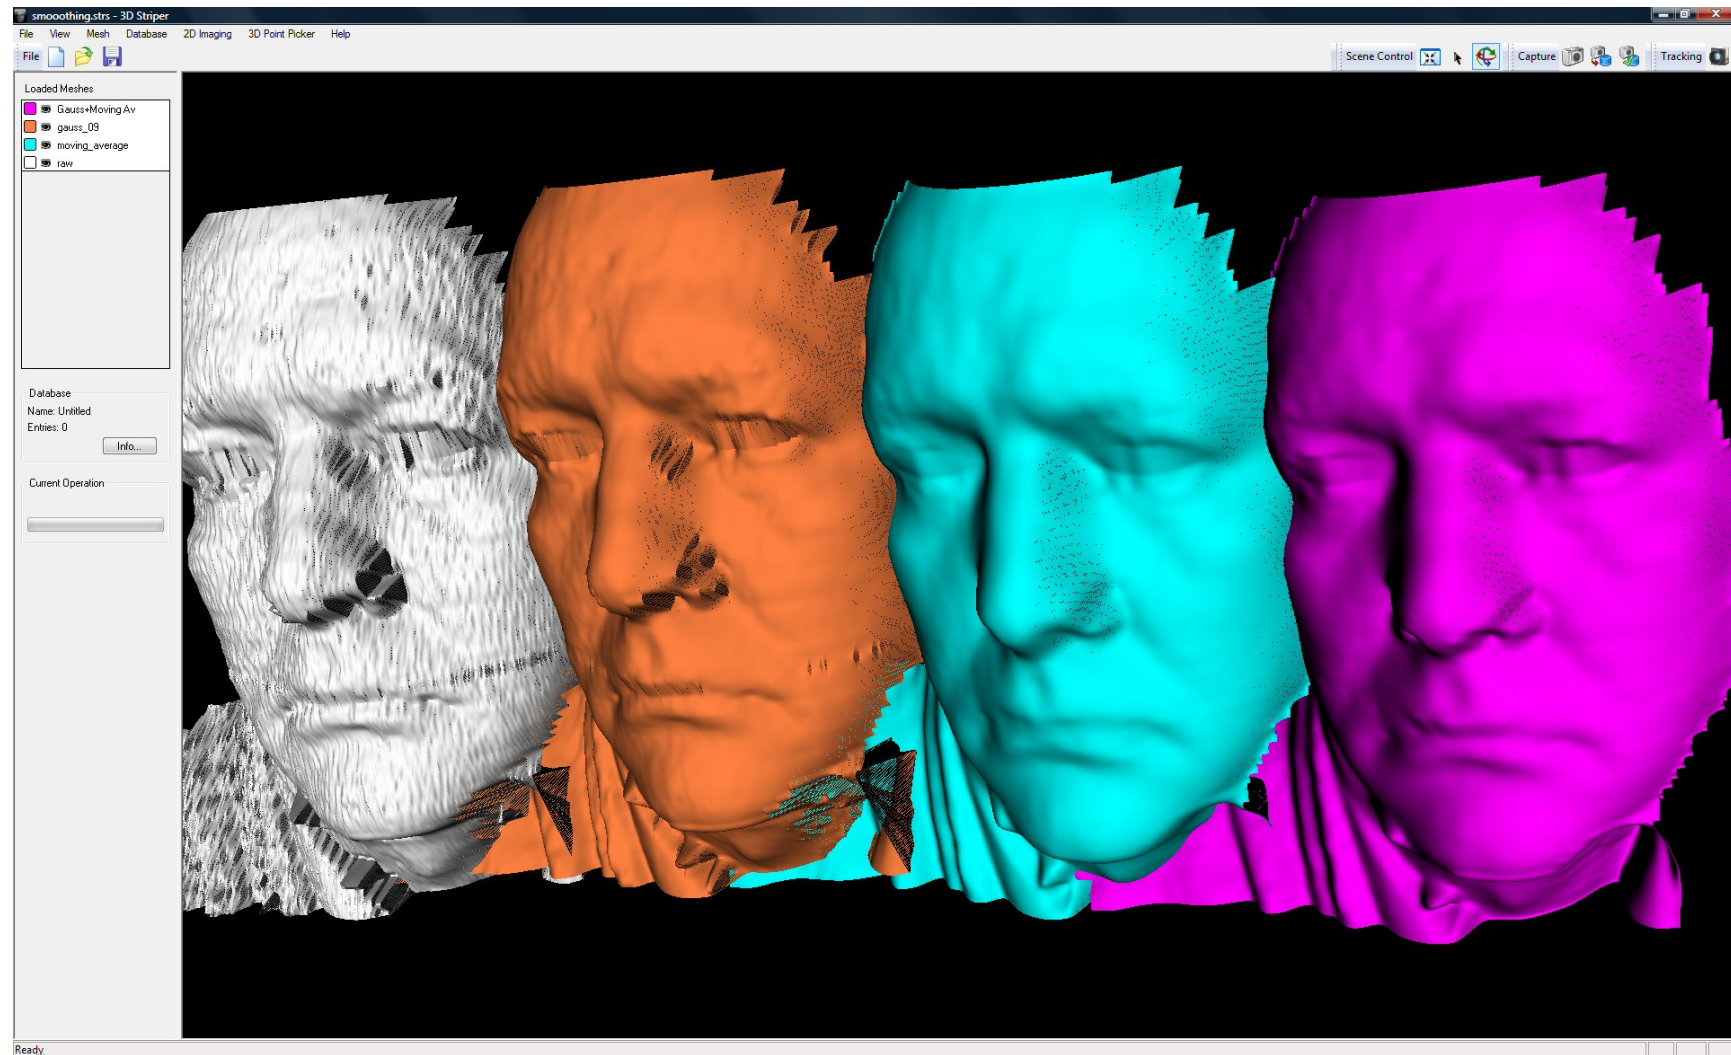 smooothing.strs - 3D Striper
File View Mesh Database 2D Imaging 3D Point Picker Help
File Scene Control Capture Tracking
Loaded Meshes
Gauss+Moving Av
gauss_09
moving_average
raw
Database
Name: Untitled
Entries: 0
Info...
Current Operation
Ready